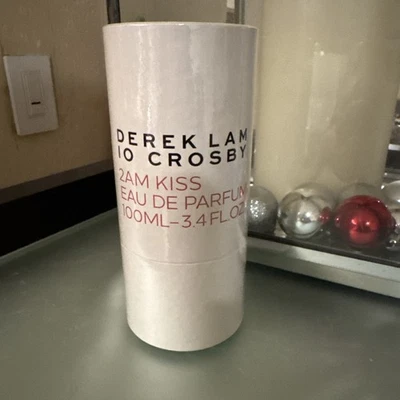 DEREK LAM
10 CROSBY
2AM KISS
EAU DE PARFUM
100ML–3.4 FL OZ